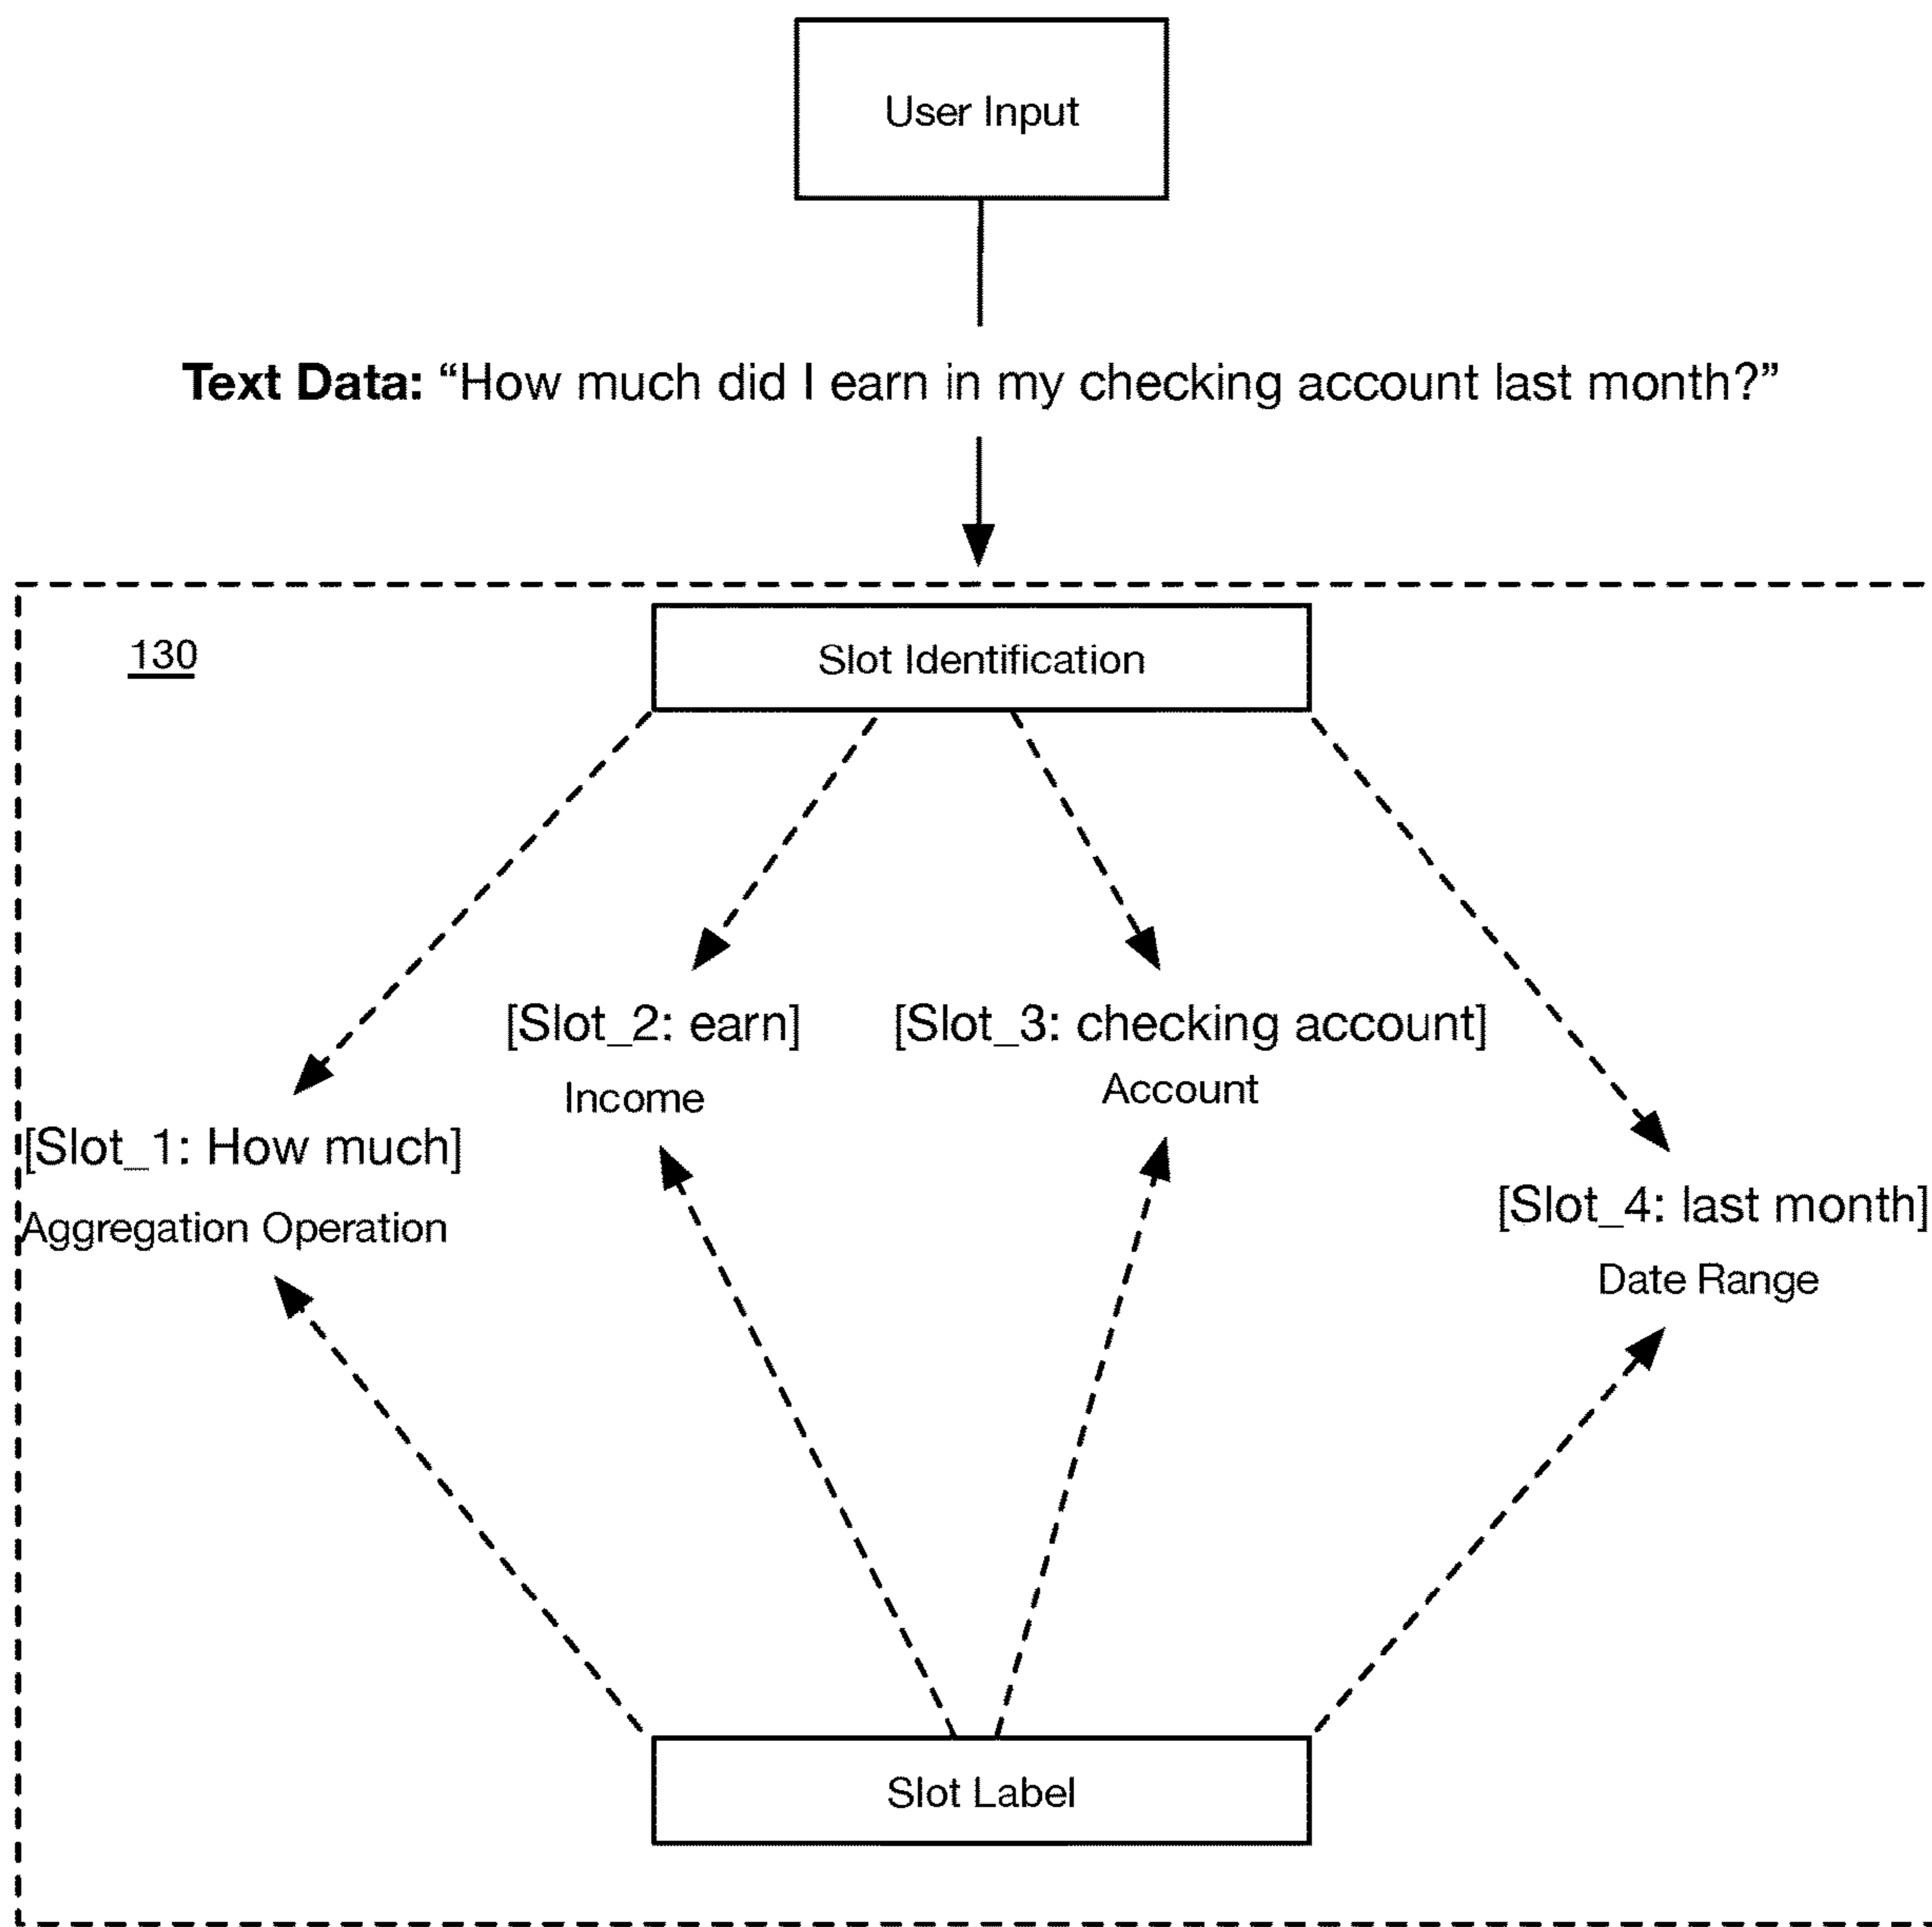 User Input
Text Data: “How much did I earn in my checking account last month?”
130
Slot Identification
[Slot_2: earn]
Income
[Slot_3: checking account]
Account
[Slot_1: How much]
Aggregation Operation
[Slot_4: last month]
Date Range
Slot Label